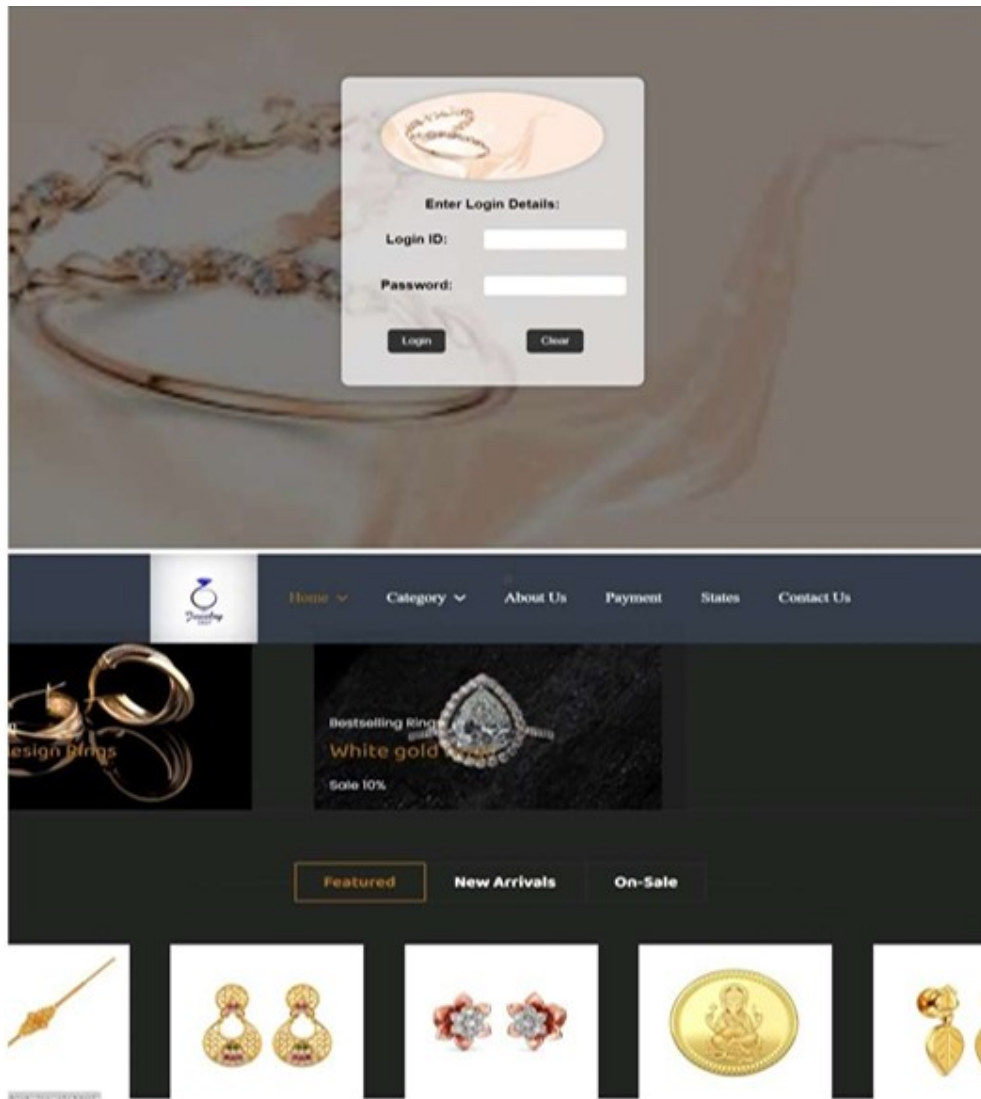 Enter Login Details:
Login ID:
Password:
Login Clear
Jewelry
Home Category About Us Payment States Contact Us
Bestselling Rings
esign Rings
White gold
Sale 10%
Featured New Arrivals On-Sale